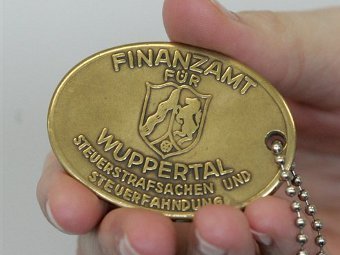 FINANZAMT
FÜR
WUPPERTAL
STEUERSTRAFSACHEN UND
STEUERFAHNDUNG